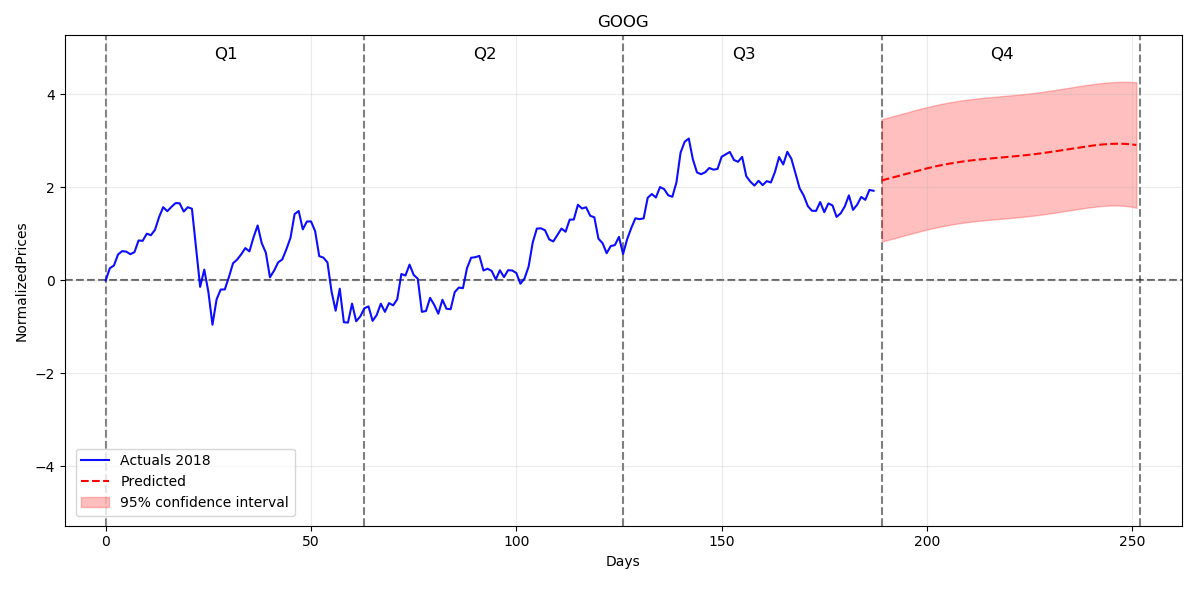 GOOG
Q1 Q2 Q3 Q4
4
2
0
−2
−4
NormalizedPrices
Actuals 2018
Predicted
95% confidence interval
0 50 100 150 200 250
Days